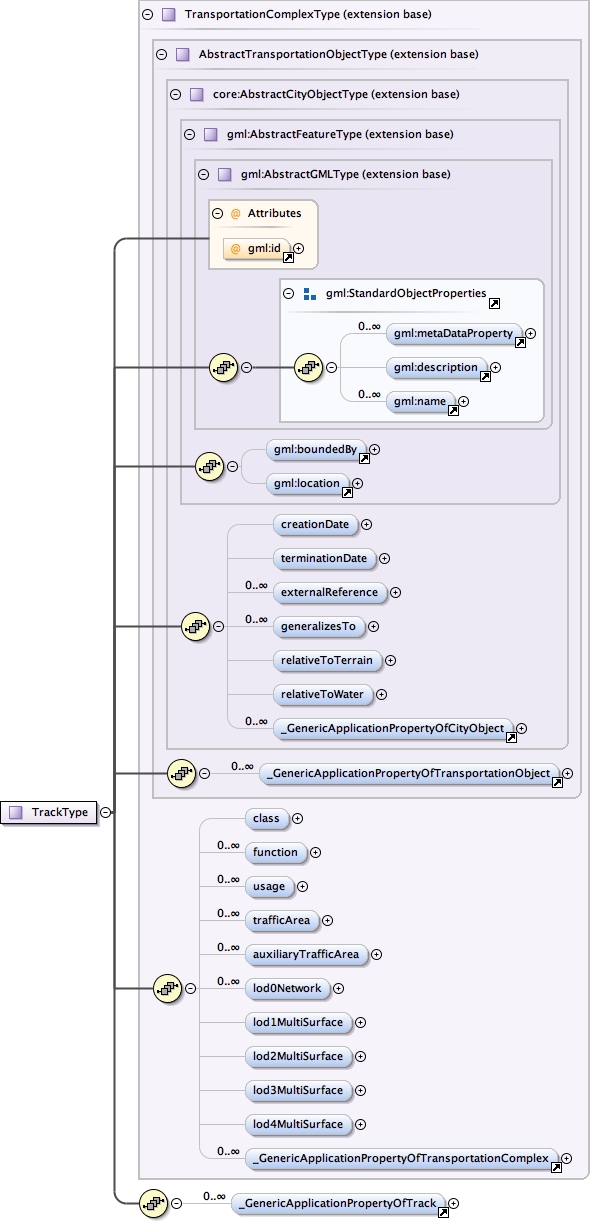 TransportationComplexType (extension base)
AbstractTransportationObjectType (extension base)
core:AbstractCityObjectType (extension base)
gml:AbstractFeatureType (extension base)
gml:AbstractGMLType (extension base)
@ Attributes
@ gml:id
gml:StandardObjectProperties
0..∞ gml:metaDataProperty
gml:description
0..∞ gml:name
gml:boundedBy
gml:location
creationDate
terminationDate
0..∞ externalReference
0..∞ generalizesTo
relativeToTerrain
relativeToWater
0..∞ _GenericApplicationPropertyOfCityObject
0..∞ _GenericApplicationPropertyOfTransportationObject
TrackType
class
0..∞ function
0..∞ usage
0..∞ trafficArea
0..∞ auxiliaryTrafficArea
0..∞ lod0Network
lod1MultiSurface
lod2MultiSurface
lod3MultiSurface
lod4MultiSurface
0..∞ _GenericApplicationPropertyOfTransportationComplex
0..∞ _GenericApplicationPropertyOfTrack